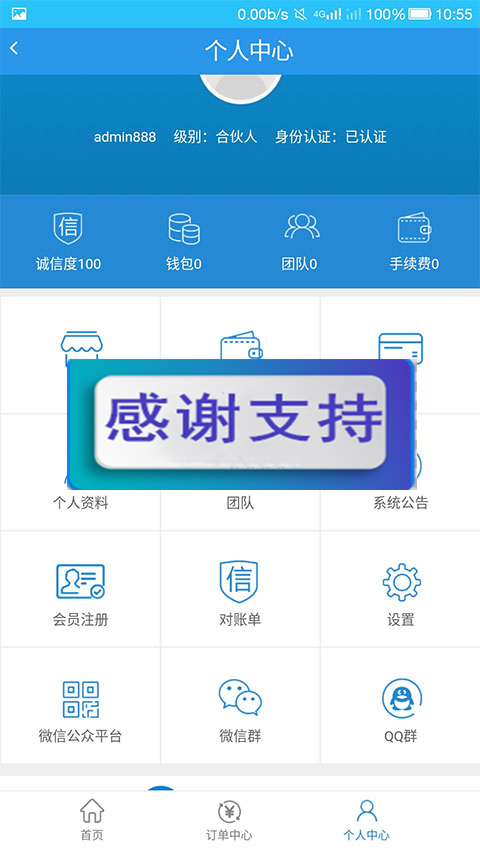 0.00b/s 4G 100% 10:55
个人中心
admin888 级别：合伙人 身份认证：已认证
信
诚信度100 钱包0 团队0 手续费0
感谢支持
个人资料 团队 系统公告
信
会员注册 对账单 设置
微信公众平台 微信群 QQ群
首页 订单中心 个人中心